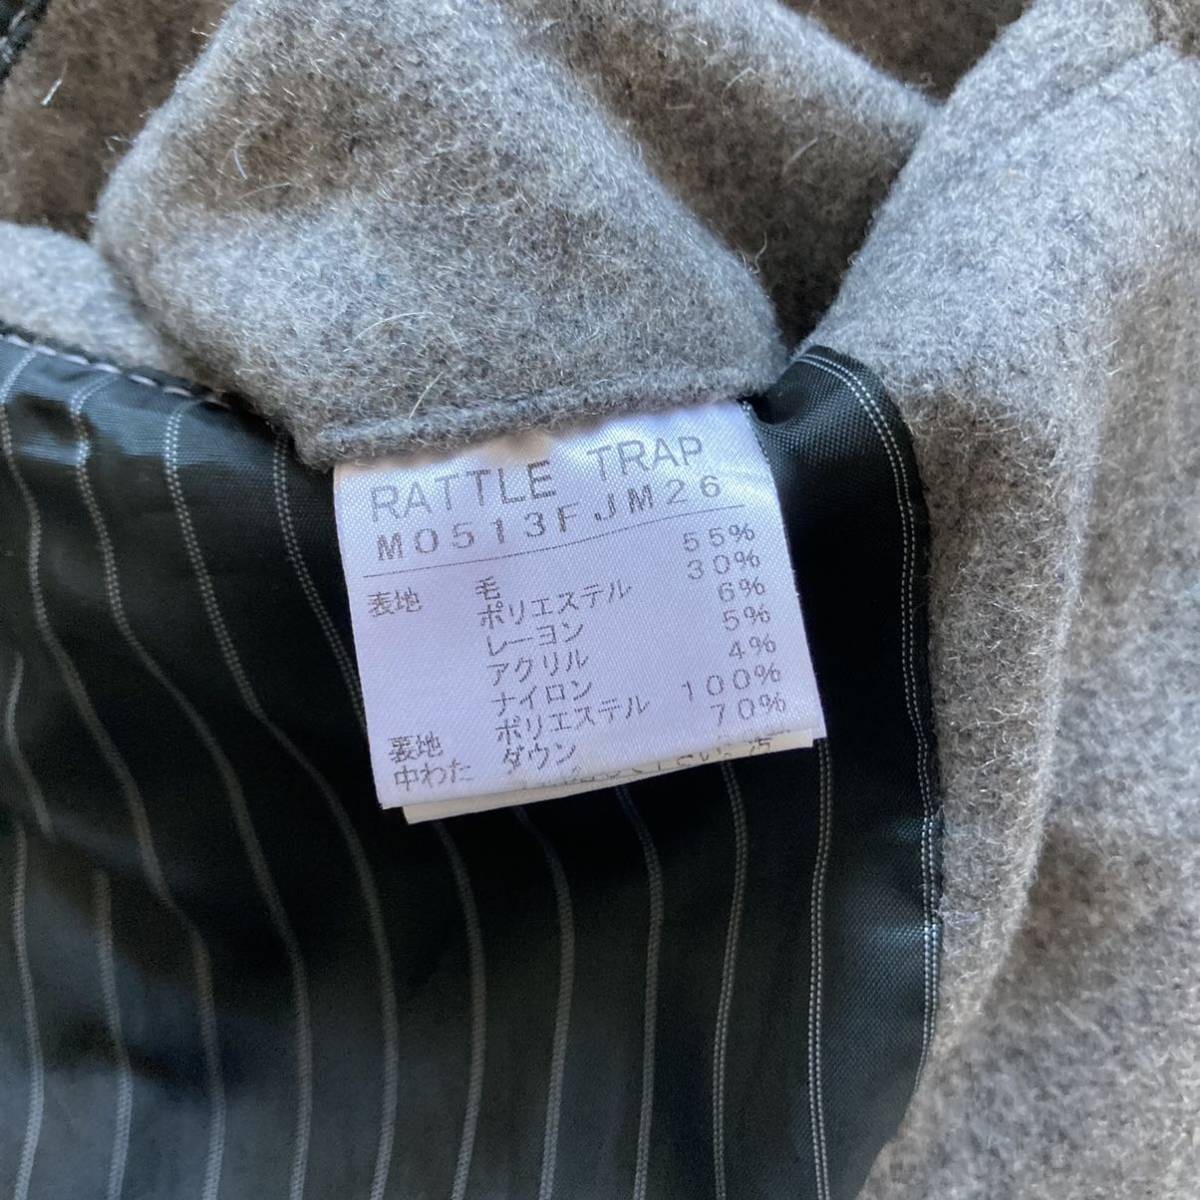 RATTLE TRAP
M0513FJM26
表地 毛 55%
ポリエステル 30%
レーヨン 6%
アクリル 5%
ナイロン 4%
裏地 ポリエステル 100%
中わた ダウン 70%